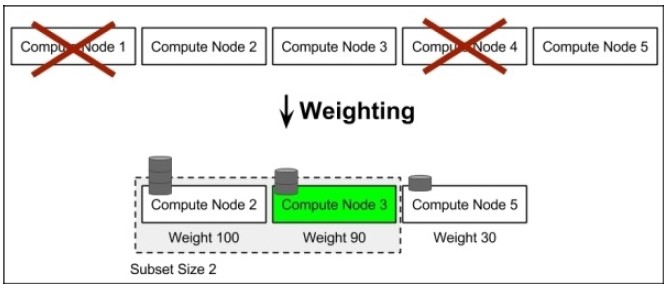 Compute Node 1 Compute Node 2 Compute Node 3 Compute Node 4 Compute Node 5
Weighting
Compute Node 2 Compute Node 3 Compute Node 5
Weight 100 Weight 90 Weight 30
Subset Size 2